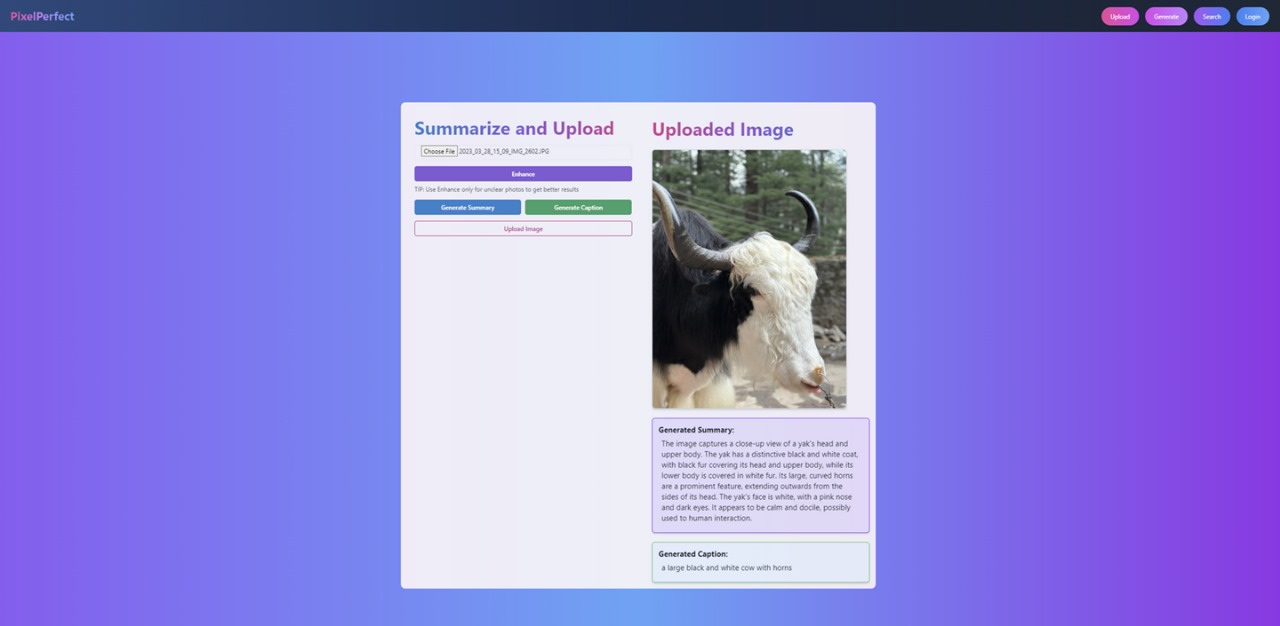 PixelPerfect
Upload
Generate
Search
Login
Summarize and Upload
Choose File 2023_03_28_15_09_IMG_2602.JPG
Enhance
TIP: Use Enhance only for unclear photos to get better results
Generate Summary
Generate Caption
Upload Image
Uploaded Image
Generated Summary:
The image captures a close-up view of a yak's head and
upper body. The yak has a distinctive black and white coat,
with black fur covering its head and upper body, while its
lower body is covered in white fur. Its large, curved horns
are a prominent feature, extending outwards from the
sides of its head. The yak's face is white, with a pink nose
and dark eyes. It appears to be calm and docile, possibly
used to human interaction.
Generated Caption:
a large black and white cow with horns